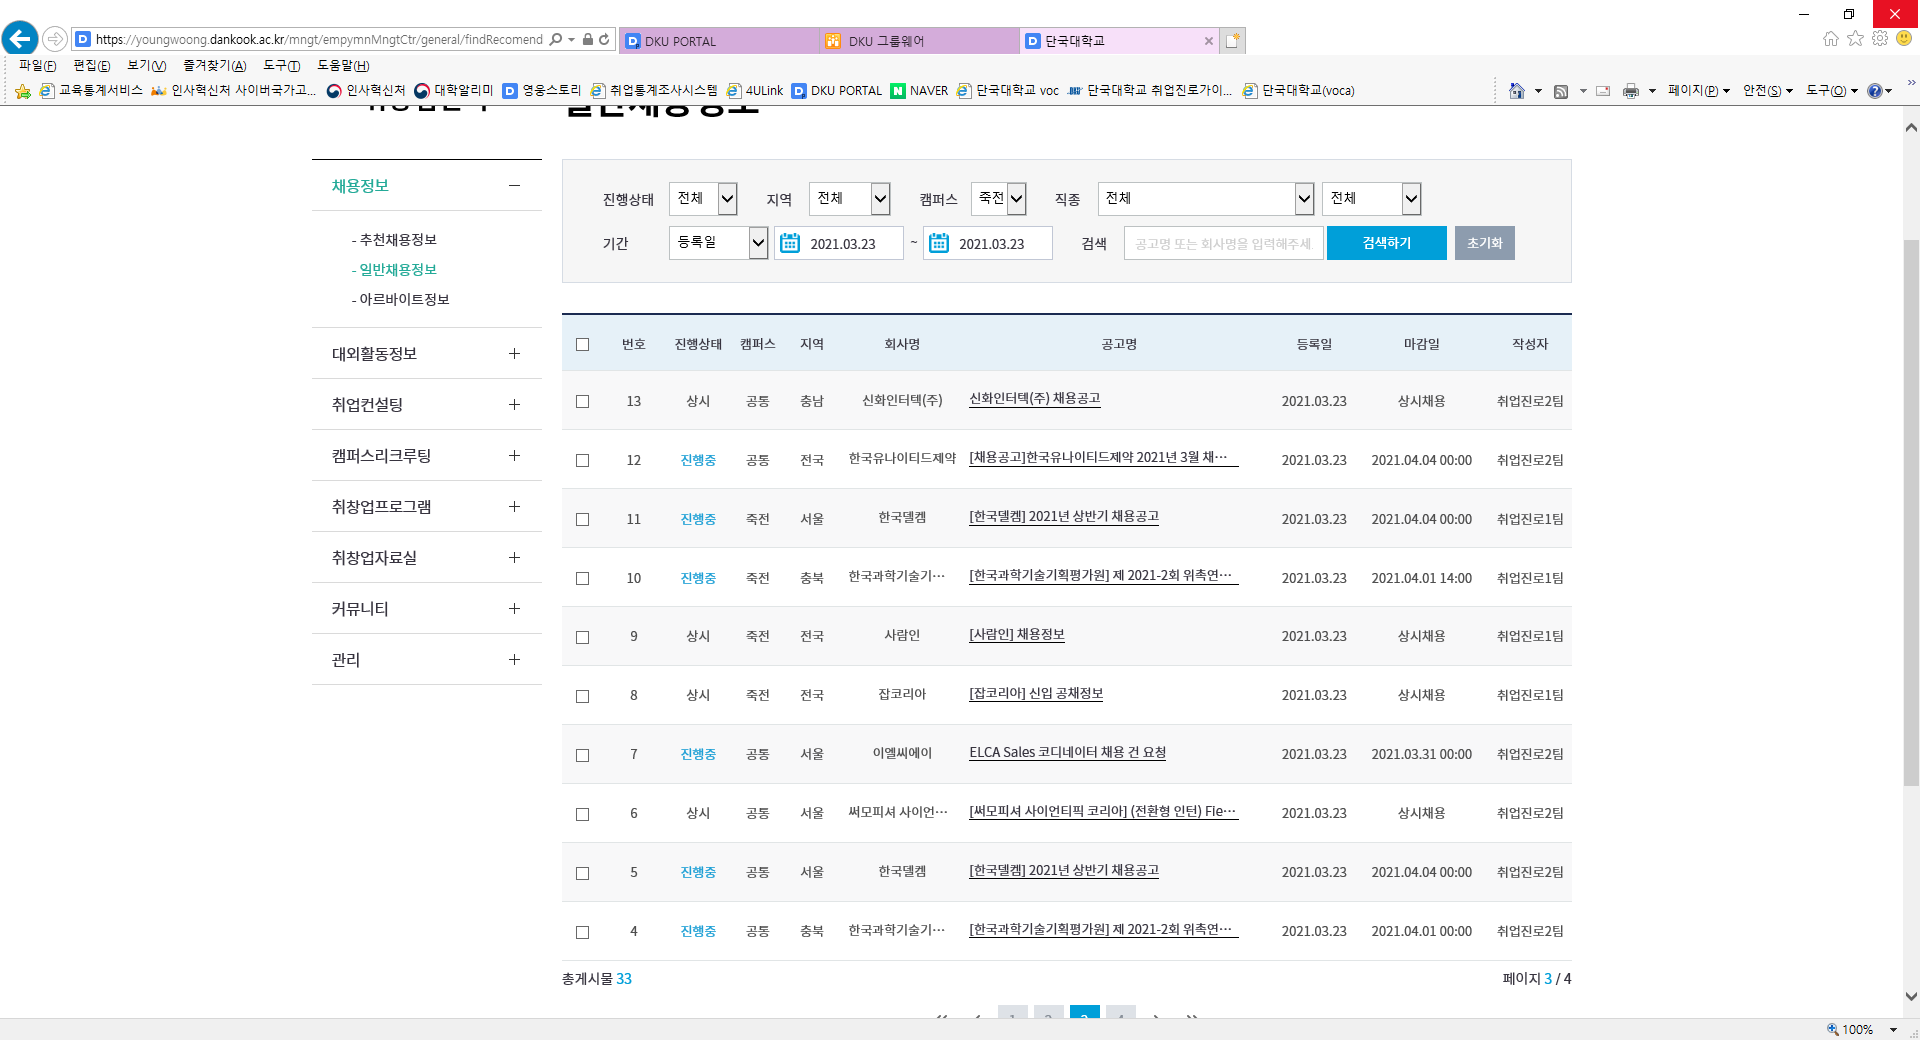 https://youngwoong.dankook.ac.kr/mngt/empymnMngtCtr/general/findRecomend
DKU PORTAL
DKU 그룹웨어
단국대학교
파일(F) 편집(E) 보기(V) 즐겨찾기(A) 도구(T) 도움말(H)
교육통계서비스 인사혁신처 사이버국가고... 인사혁신처 대학알리미 영웅스토리 취업통계조사시스템 4ULink DKU PORTAL NAVER 단국대학교 voc 단국대학교 취업진로가이... 단국대학교(voca)
페이지(P) 안전(S) 도구(O)
일반채용정보
채용정보
- 추천채용정보
- 일반채용정보
- 아르바이트정보
대외활동정보
취업컨설팅
캠퍼스리크루팅
취창업프로그램
취창업자료실
커뮤니티
관리
진행상태 전체 지역 전체 캠퍼스 죽전 직종 전체 전체
기간 등록일 2021.03.23 ~ 2021.03.23 검색 공고명 또는 회사명을 입력해주세. 검색하기 초기화
번호 진행상태 캠퍼스 지역 회사명 공고명 등록일 마감일 작성자
13 상시 공통 충남 신화인터텍(주) 신화인터텍(주) 채용공고 2021.03.23 상시채용 취업진로2팀
12 진행중 공통 전국 한국유나이티드제약 [채용공고]한국유나이티드제약 2021년 3월 채… 2021.03.23 2021.04.04 00:00 취업진로2팀
11 진행중 죽전 서울 한국델켐 [한국델켐] 2021년 상반기 채용공고 2021.03.23 2021.04.04 00:00 취업진로1팀
10 진행중 죽전 충북 한국과학기술기… [한국과학기술기획평가원] 제 2021-2회 위촉연… 2021.03.23 2021.04.01 14:00 취업진로1팀
9 상시 죽전 전국 사람인 [사람인] 채용정보 2021.03.23 상시채용 취업진로1팀
8 상시 죽전 전국 잡코리아 [잡코리아] 신입 공채정보 2021.03.23 상시채용 취업진로1팀
7 진행중 공통 서울 이엘씨에이 ELCA Sales 코디네이터 채용 건 요청 2021.03.23 2021.03.31 00:00 취업진로2팀
6 상시 공통 서울 써모피셔 사이언… [써모피셔 사이언티픽 코리아] (전환형 인턴) Fie… 2021.03.23 상시채용 취업진로2팀
5 진행중 공통 서울 한국델켐 [한국델켐] 2021년 상반기 채용공고 2021.03.23 2021.04.04 00:00 취업진로2팀
4 진행중 공통 충북 한국과학기술기… [한국과학기술기획평가원] 제 2021-2회 위촉연… 2021.03.23 2021.04.01 00:00 취업진로2팀
총게시물 33
페이지 3 / 4
1 2 3 4
100%